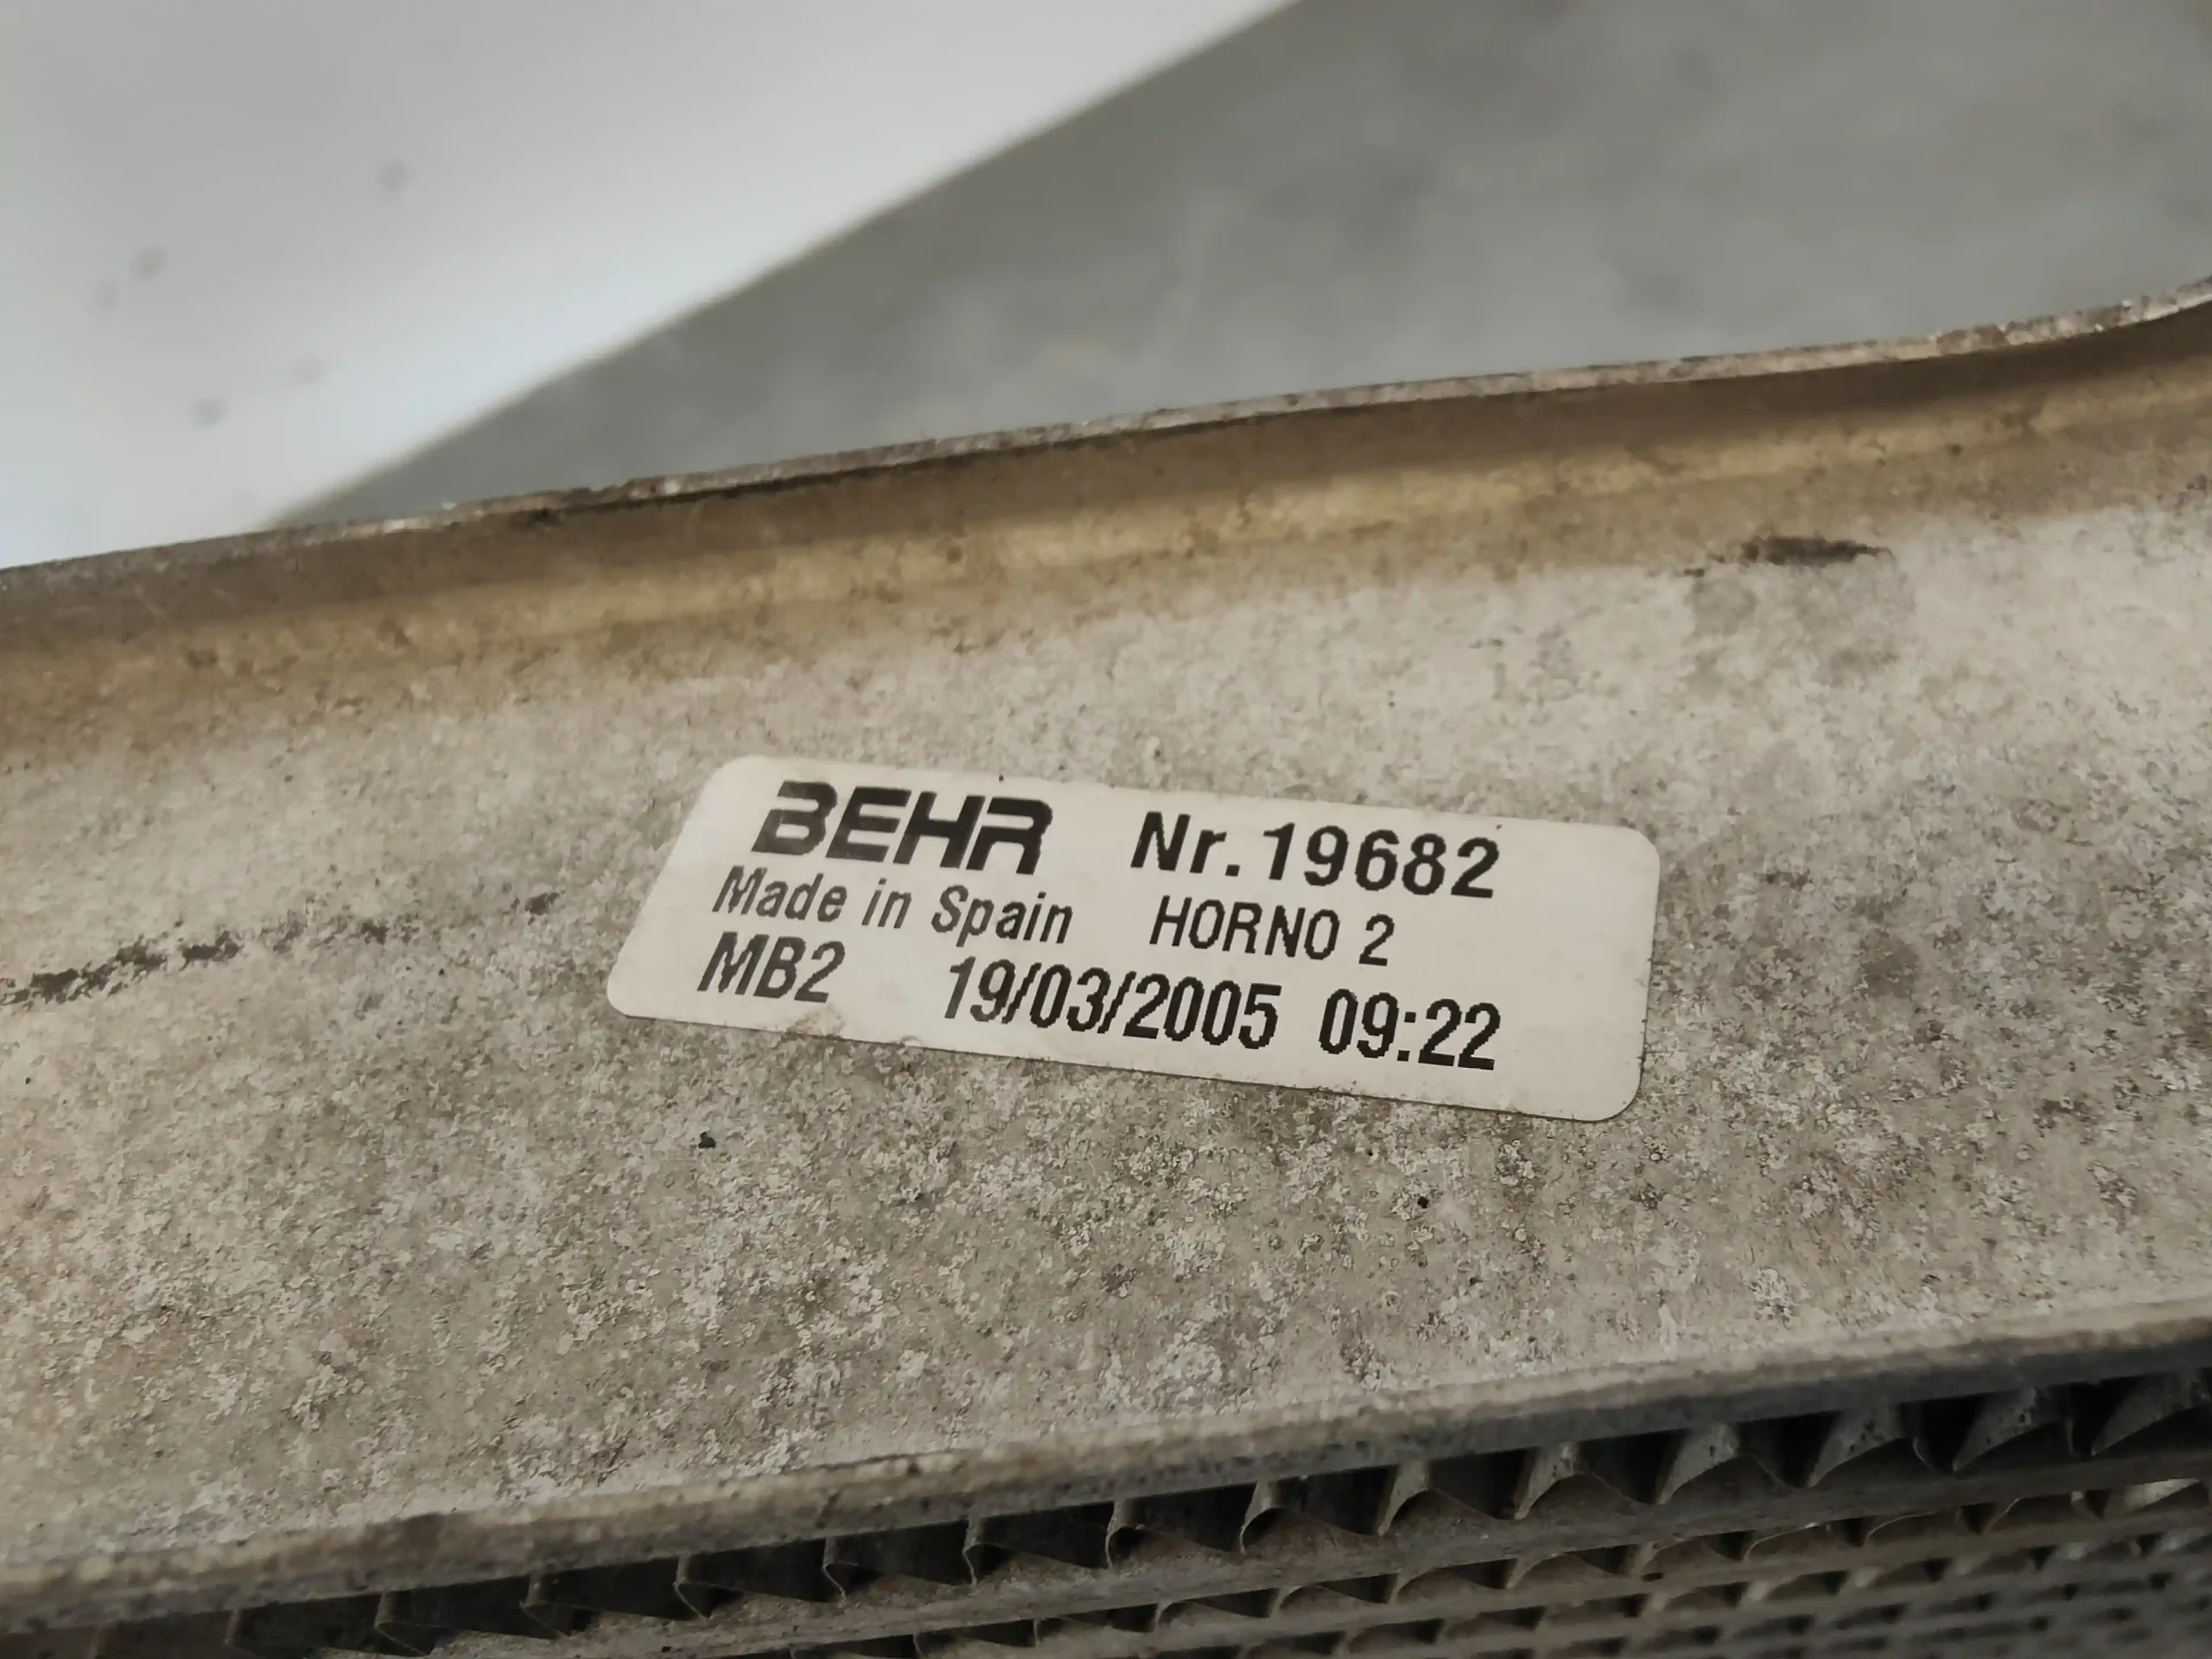 BEHR Nr.19682
Made in Spain HORNO 2
MB2 19/03/2005 09:22